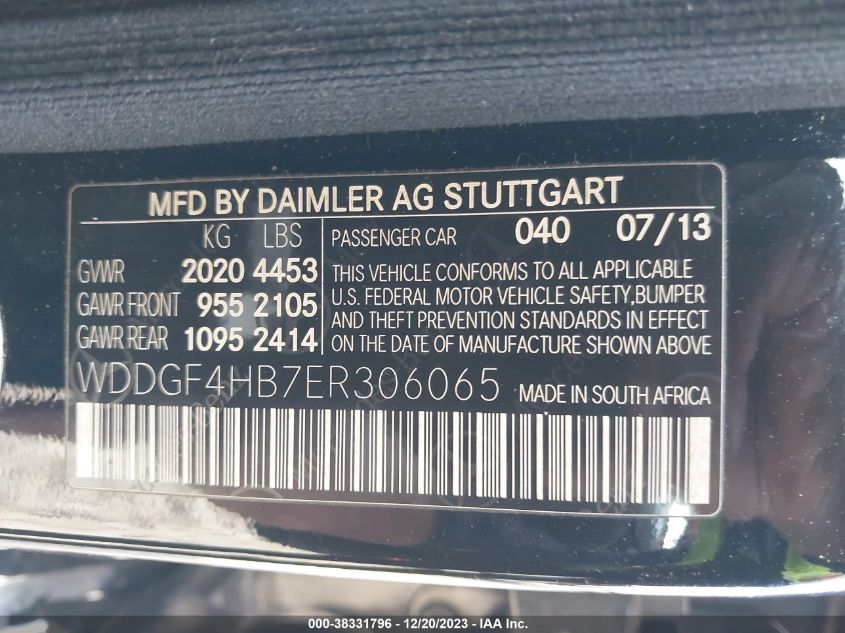 MFD BY DAIMLER AG STUTTGART
KG LBS
GVWR 2020 4453
GAWR FRONT 955 2105
GAWR REAR 1095 2414
PASSENGER CAR 040 07/13
THIS VEHICLE CONFORMS TO ALL APPLICABLE
U.S. FEDERAL MOTOR VEHICLE SAFETY,BUMPER
AND THEFT PREVENTION STANDARDS IN EFFECT
ON DATE OF MANUFACTURE SHOWN ABOVE
WDDGF4HB7ER306065 MADE IN SOUTH AFRICA
000-38331796 - 12/20/2023 - IAA Inc.